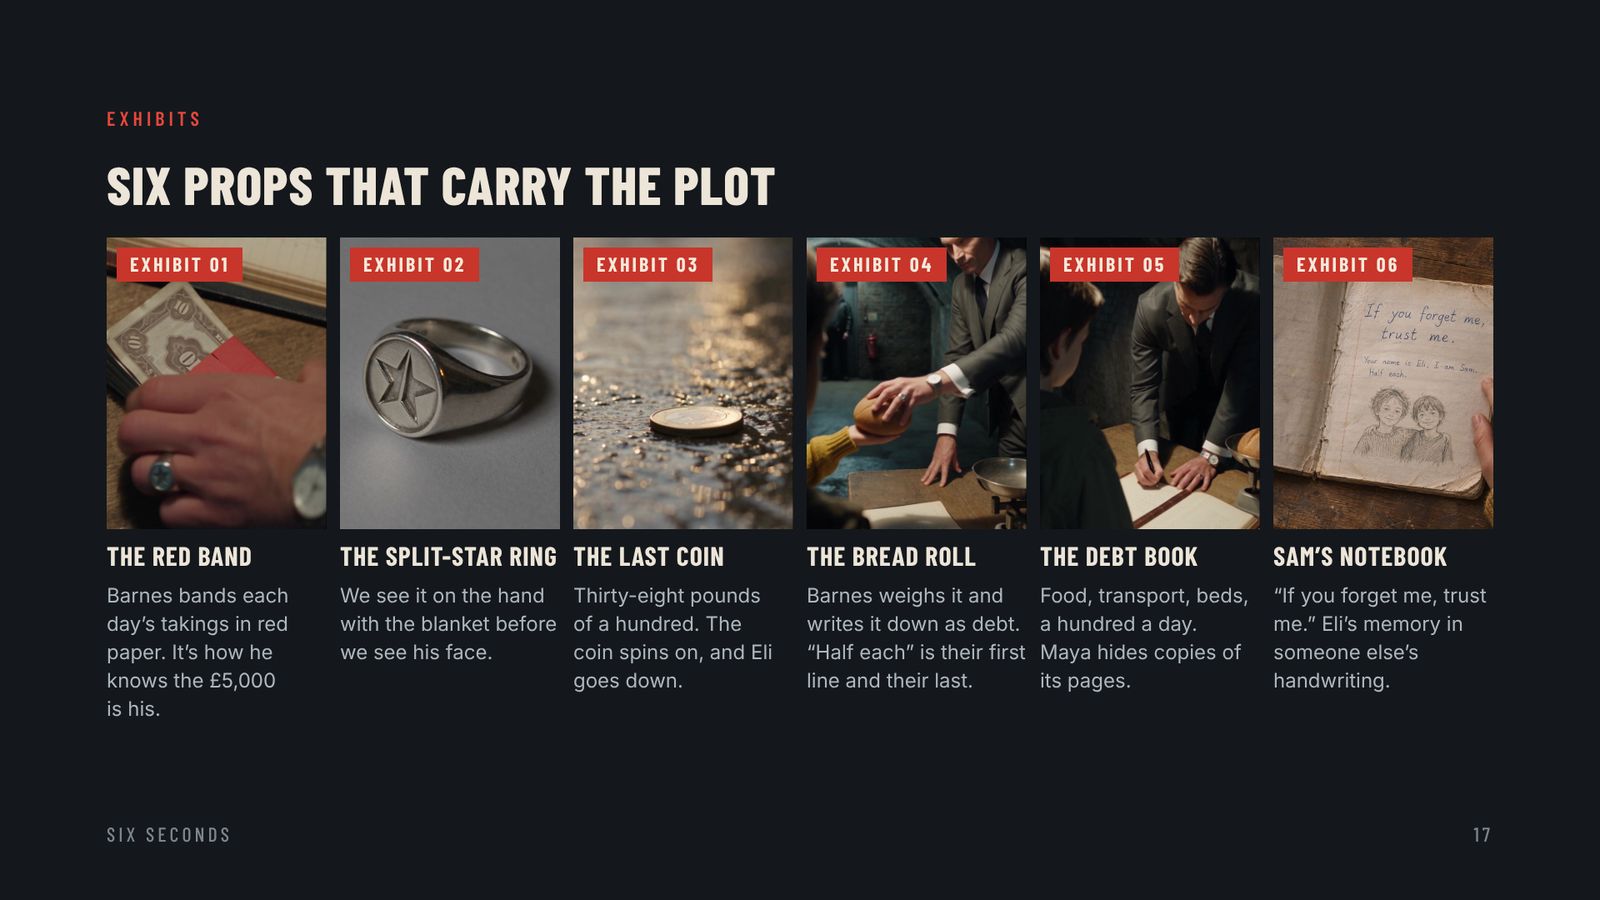 EXHIBITS
SIX PROPS THAT CARRY THE PLOT
EXHIBIT 01
10
10
THE RED BAND
Barnes bands each
day’s takings in red
paper. It’s how he
knows the £5,000
is his.
EXHIBIT 02
THE SPLIT-STAR RING
We see it on the hand
with the blanket before
we see his face.
EXHIBIT 03
THE LAST COIN
Thirty-eight pounds
of a hundred. The
coin spins on, and Eli
goes down.
EXHIBIT 04
THE BREAD ROLL
Barnes weighs it and
writes it down as debt.
“Half each” is their first
line and their last.
EXHIBIT 05
THE DEBT BOOK
Food, transport, beds,
a hundred a day.
Maya hides copies of
its pages.
EXHIBIT 06
If you forget me,
trust me.
Your name is Eli. I am Sam.
Half each.
SAM’S NOTEBOOK
“If you forget me, trust
me.” Eli’s memory in
someone else’s
handwriting.
SIX SECONDS
17